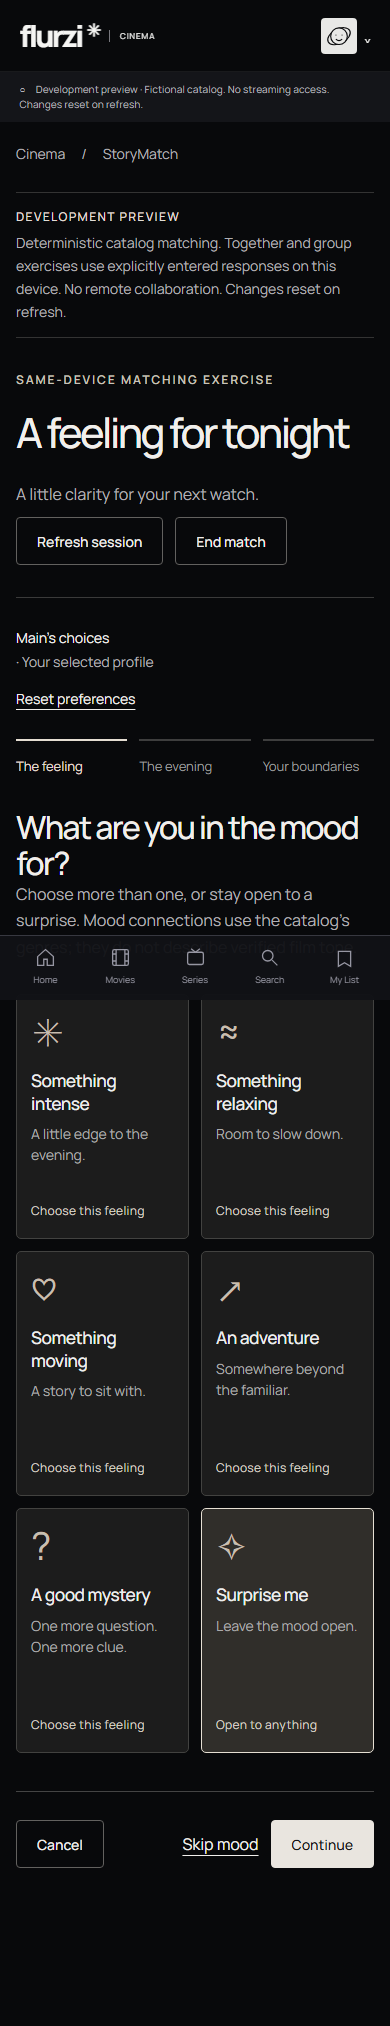 flurzi* | CINEMA
Development preview · Fictional catalog. No streaming access.
Changes reset on refresh.
Cinema / StoryMatch
DEVELOPMENT PREVIEW
Deterministic catalog matching. Together and group
exercises use explicitly entered responses on this
device. No remote collaboration. Changes reset on
refresh.
SAME-DEVICE MATCHING EXERCISE
A feeling for tonight
A little clarity for your next watch.
Refresh session End match
Main's choices
· Your selected profile
Reset preferences
The feeling The evening Your boundaries
What are you in the mood
for?
Choose more than one, or stay open to a
surprise. Mood connections use the catalog's
genres; they do not describe verified film tone.
Home Movies Series Search My List
Something
intense
A little edge to the
evening.
Choose this feeling
≈
Something
relaxing
Room to slow down.
Choose this feeling
Something
moving
A story to sit with.
Choose this feeling
↗
An adventure
Somewhere beyond
the familiar.
Choose this feeling
?
A good mystery
One more question.
One more clue.
Choose this feeling
Surprise me
Leave the mood open.
Open to anything
Cancel Skip mood Continue